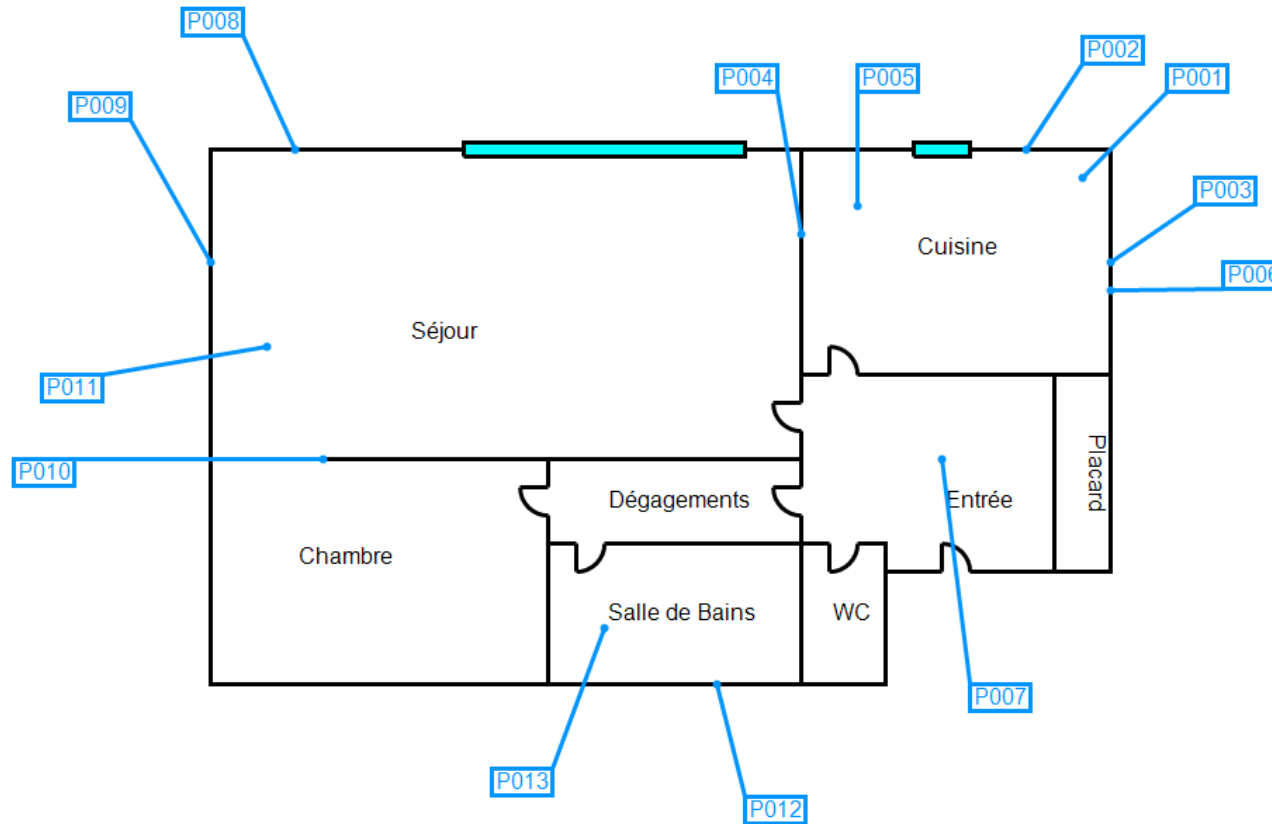 P008
P002
P004
P005
P001
P009
P003
Cuisine
P006
Séjour
P011
Placard
P010
Dégagements
Entrée
Chambre
Salle de Bains
WC
P007
P013
P012